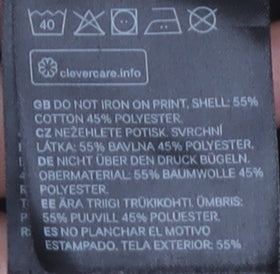 40
clevercare.info
GB DO NOT IRON ON PRINT, SHELL: 55%
COTTON 45% POLYESTER.
CZ NEŽEHLETE POTISK. SVRCHNÍ
LÁTKA: 55% BAVLNA 45% POLYESTER.
DE NICHT ÜBER DEN DRUCK BÜGELN.
OBERMATERIAL: 55% BAUMWOLLE 45%
POLYESTER.
EE ÄRA TRIIGI TRÜKIKOHTI. ÜMBRIS:
55% PUUVILL 45% POLÜESTER.
ES NO PLANCHAR EL MOTIVO
ESTAMPADO. TELA EXTERIOR: 55%